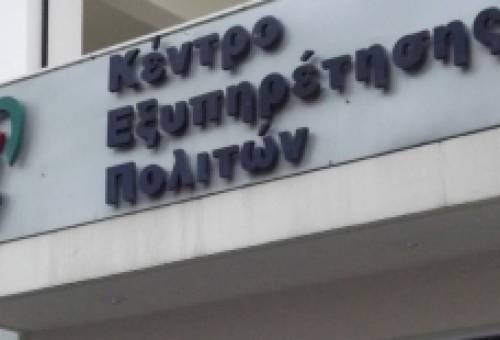 Κέντρο
Εξυπηρέτησης
Πολιτών